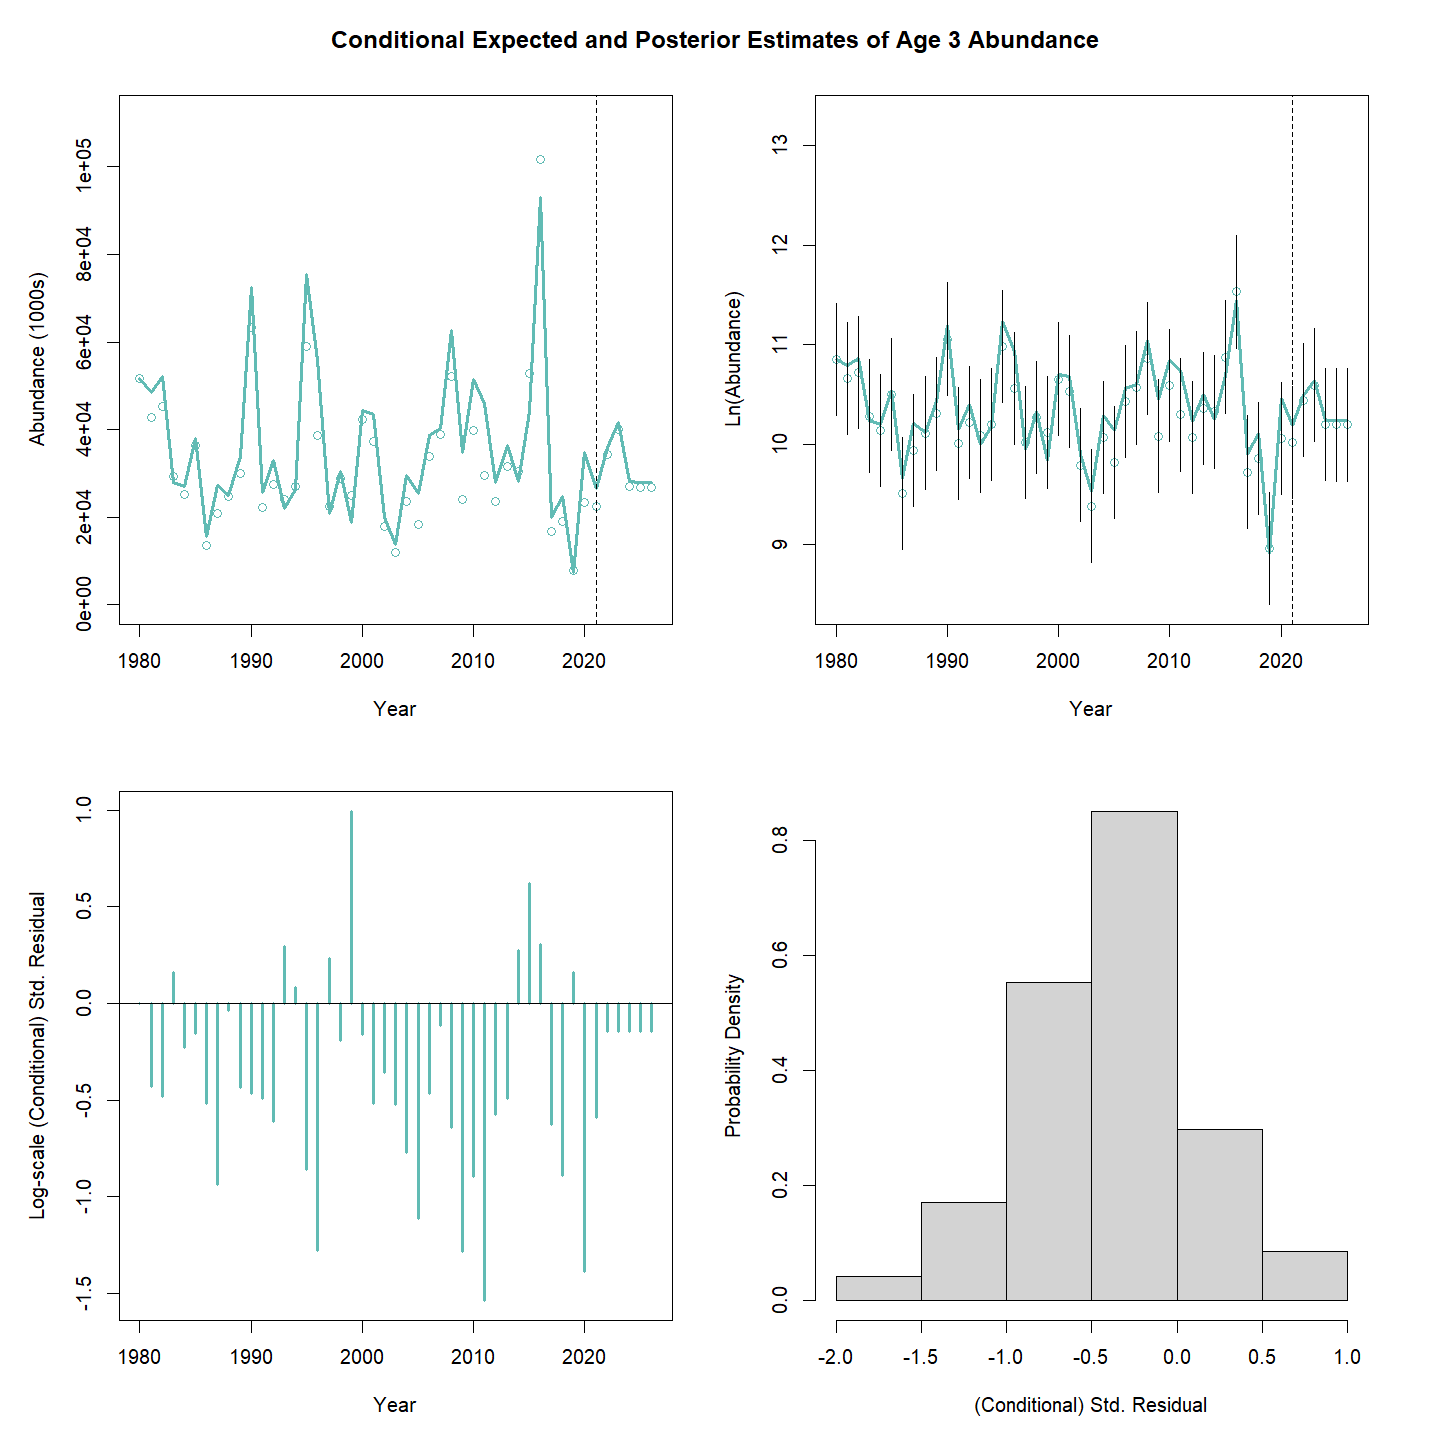 Conditional Expected and Posterior Estimates of Age 3 Abundance
Abundance (1000s)
1e+05
8e+04
6e+04
4e+04
2e+04
0e+00
1980 1990 2000 2010 2020
Year
Ln(Abundance)
13
12
11
10
9
1980 1990 2000 2010 2020
Year
Log-scale (Conditional) Std. Residual
1.0
0.5
0.0
-0.5
-1.0
-1.5
1980 1990 2000 2010 2020
Year
Probability Density
0.8
0.6
0.4
0.2
0.0
-2.0 -1.5 -1.0 -0.5 0.0 0.5 1.0
(Conditional) Std. Residual